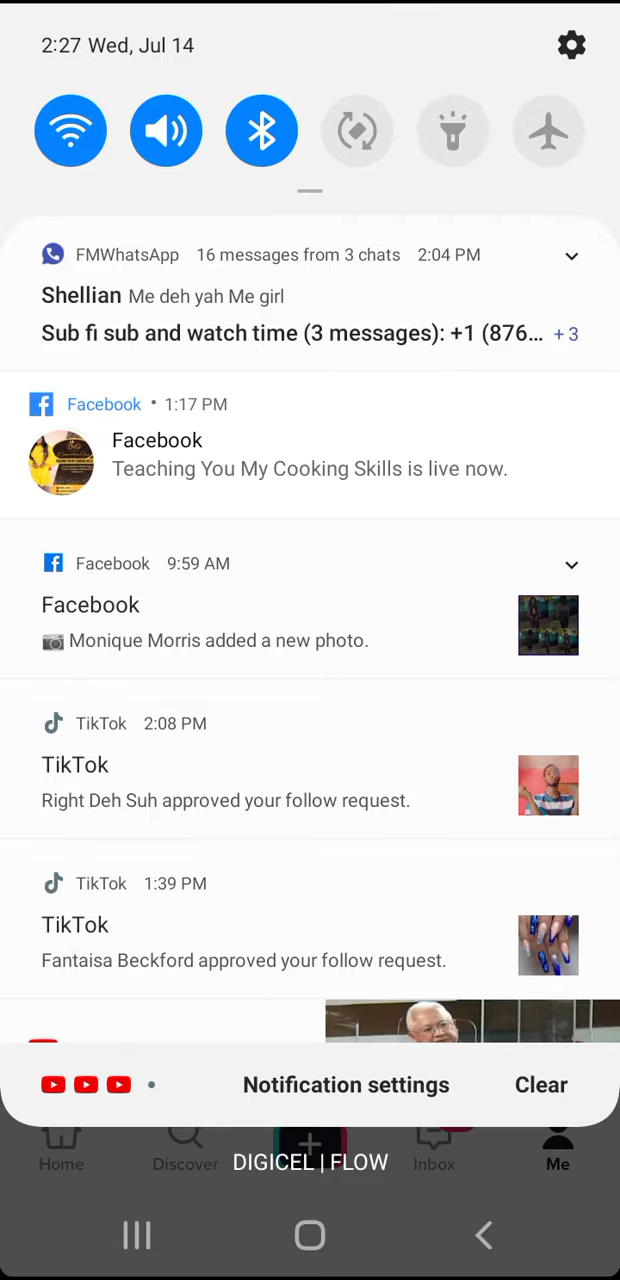 2:27 Wed, Jul 14
FMWhatsApp 16 messages from 3 chats 2:04 PM
Shellian Me deh yah Me girl
Sub fi sub and watch time (3 messages): +1 (876... +3
Facebook • 1:17 PM
Facebook
Teaching You My Cooking Skills is live now.
Facebook 9:59 AM
Facebook
📷 Monique Morris added a new photo.
TikTok 2:08 PM
TikTok
Right Deh Suh approved your follow request.
TikTok 1:39 PM
TikTok
Fantaisa Beckford approved your follow request.
Notification settings Clear
Home Discover Inbox Me
DIGICEL | FLOW